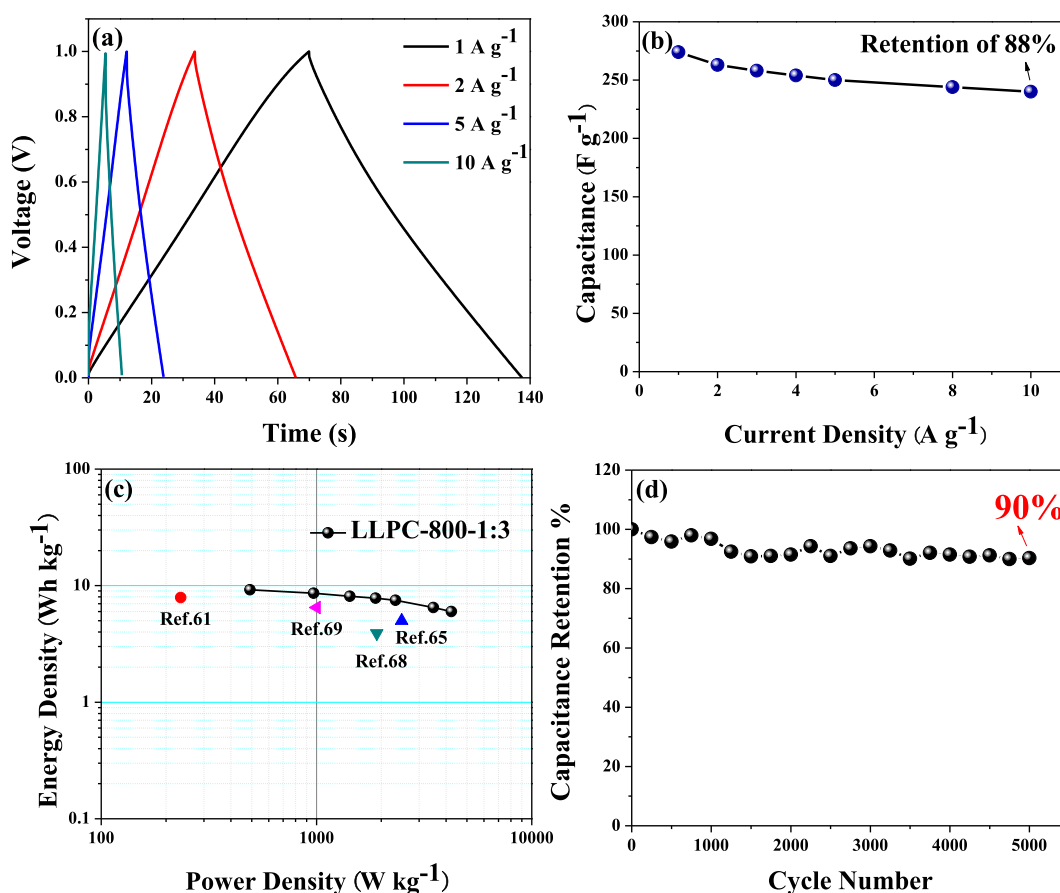 (a)
1 A g-1
2 A g-1
5 A g-1
10 A g-1
1.0
0.8
0.6
0.4
0.2
0.0
Voltage (V)
0 20 40 60 80 100 120 140
Time (s)
(b)
Retention of 88%
300
250
200
150
100
50
0
Capacitance (F g-1)
0 2 4 6 8 10
Current Density (A g-1)
(c)
LLPC-800-1:3
Ref.61
Ref.69
Ref.65
Ref.68
100
10
1
0.1
Energy Density (Wh kg-1)
100 1000 10000
Power Density (W kg-1)
(d)
90%
120
100
80
60
40
20
0
Capacitance Retention %
0 1000 2000 3000 4000 5000
Cycle Number